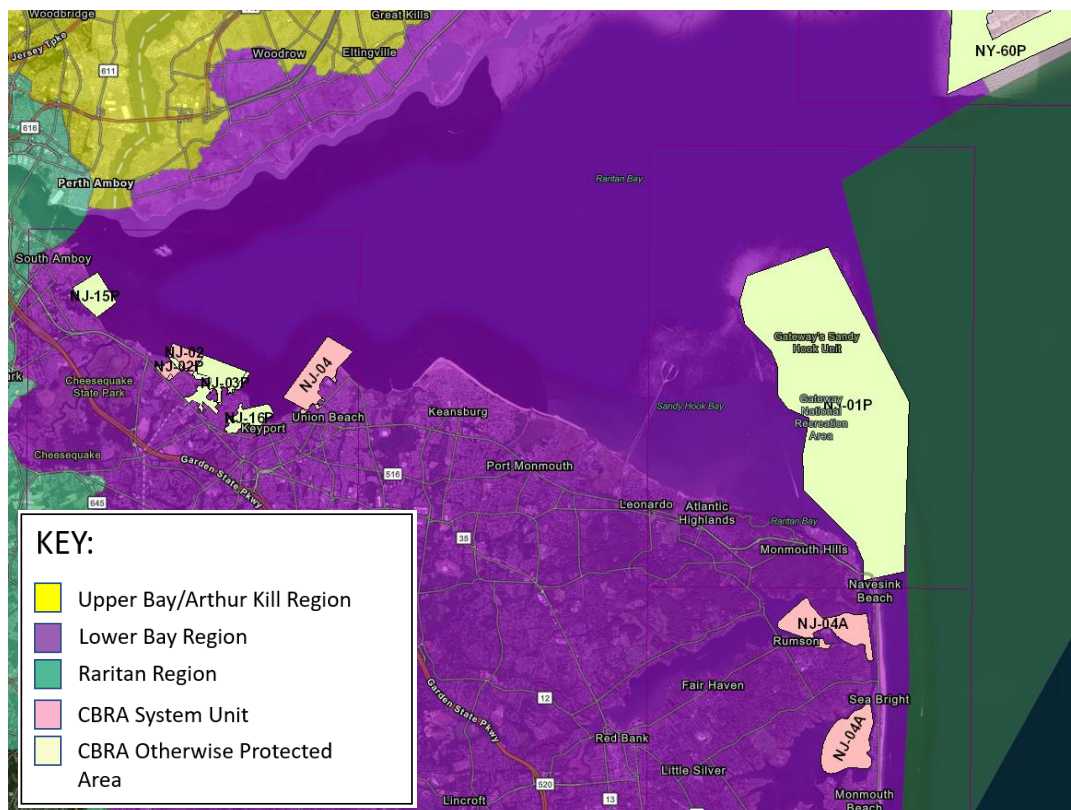 Woodbridge
Great Kills
NY-60P
Jersey Tpke
Woodrow
Eltingville
611
616
Perth Amboy
Raritan Bay
South Amboy
NJ-15P
NJ-02
NJ-02P
NJ-03P
NJ-04
Gateway's Sandy
Hook Unit
Cheesequake
State Park
NJ-16P
Keyport
Union Beach
Keansburg
Sandy Hook Bay
NJ-01P
Gateway
National
Recreation
Area
Cheesequake
Garden State Pkwy
516
Port Monmouth
645
Leonardo
Atlantic
Highlands
Raritan Bay
35
Monmouth Hills
Navesink
Beach
NJ-04A
Rumson
KEY:
Upper Bay/Arthur Kill Region
Lower Bay Region
Raritan Region
CBRA System Unit
CBRA Otherwise Protected
Area
Fair Haven
Garden State Pkwy
12
Sea Bright
NJ-04A
Red Bank
Little Silver
520
13
Lincroft
Monmouth
Beach